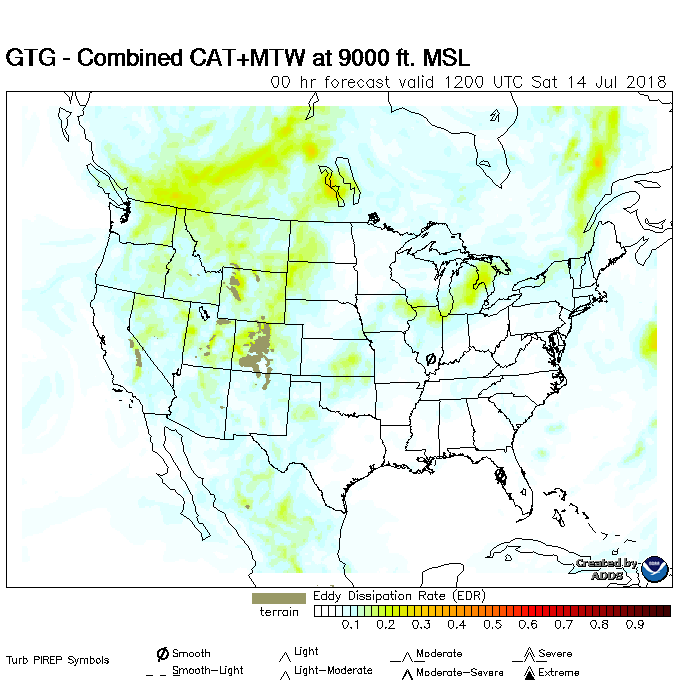 GTG - Combined CAT+MTW at 9000 ft. MSL
00 hr forecast valid 1200 UTC Sat 14 Jul 2018
Created by
ADDS
Eddy Dissipation Rate (EDR)
terrain
0.1 0.2 0.3 0.4 0.5 0.6 0.7 0.8 0.9
Turb PIREP Symbols
Smooth Light Moderate Severe
Smooth-Light Light-Moderate Moderate-Severe Extreme